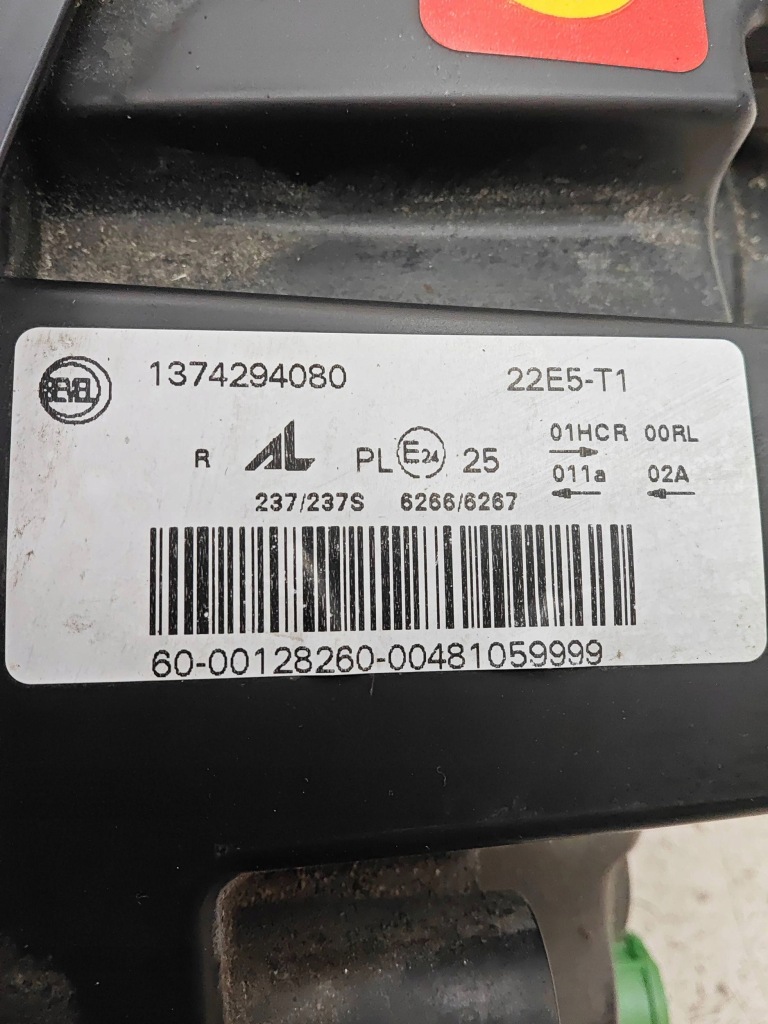 SEVEL 1374294080 22E5-T1
R AL PL E24 25 01HCR 00RL
011a 02A
237/237S 6266/6267
60-00128260-00481059999